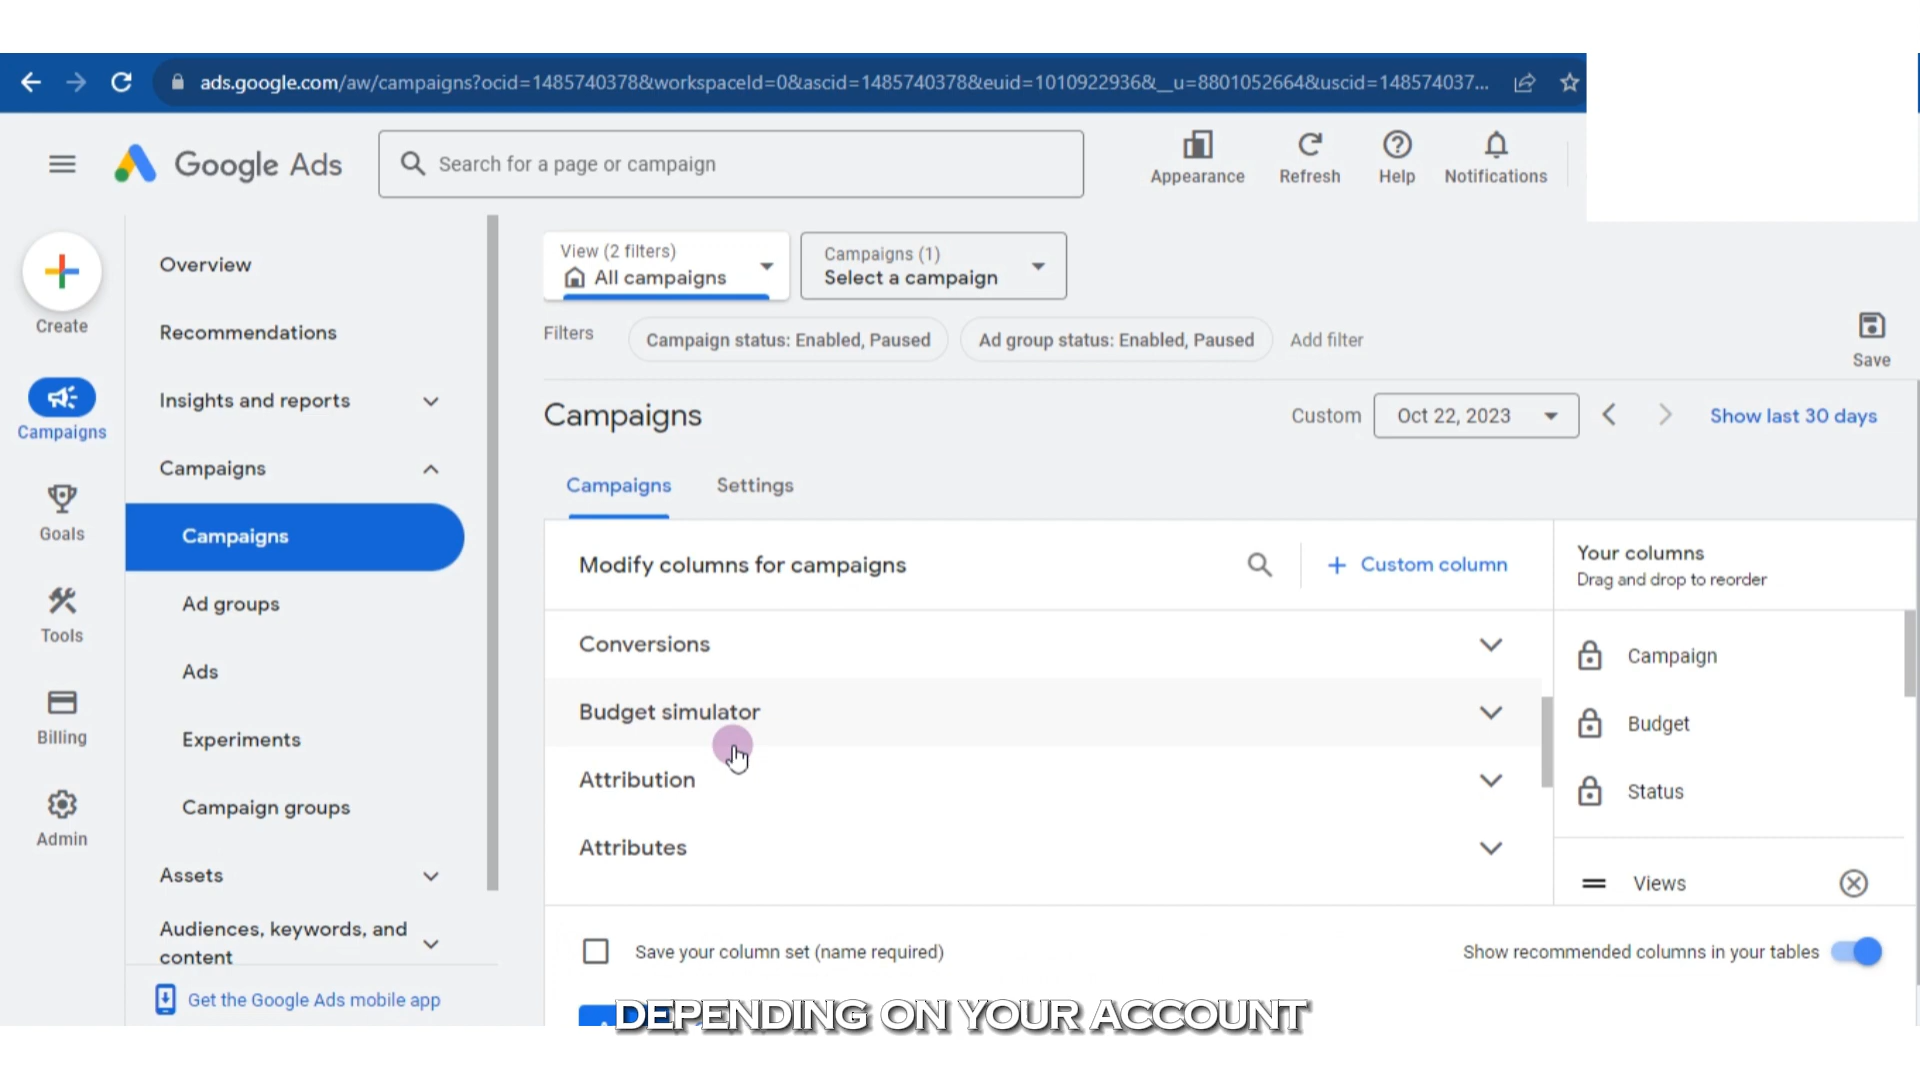 ads.google.com/aw/campaigns?ocid=1485740378&workspaceId=0&ascid=1485740378&euid=1010922936&__u=8801052664&uscid=148574037...
Google Ads
Search for a page or campaign
Appearance
Refresh
Help
Notifications
Create
Campaigns
Goals
Tools
Billing
Admin
Overview
Recommendations
Insights and reports
Campaigns
Campaigns
Ad groups
Ads
Experiments
Campaign groups
Assets
Audiences, keywords, and
content
Get the Google Ads mobile app
View (2 filters)
All campaigns
Campaigns (1)
Select a campaign
Filters
Campaign status: Enabled, Paused
Ad group status: Enabled, Paused
Add filter
Save
Campaigns
Custom
Oct 22, 2023
Show last 30 days
Campaigns
Settings
Modify columns for campaigns
Custom column
Conversions
Budget simulator
Attribution
Attributes
Your columns
Drag and drop to reorder
Campaign
Budget
Status
Views
Save your column set (name required)
Show recommended columns in your tables
DEPENDING ON YOUR ACCOUNT